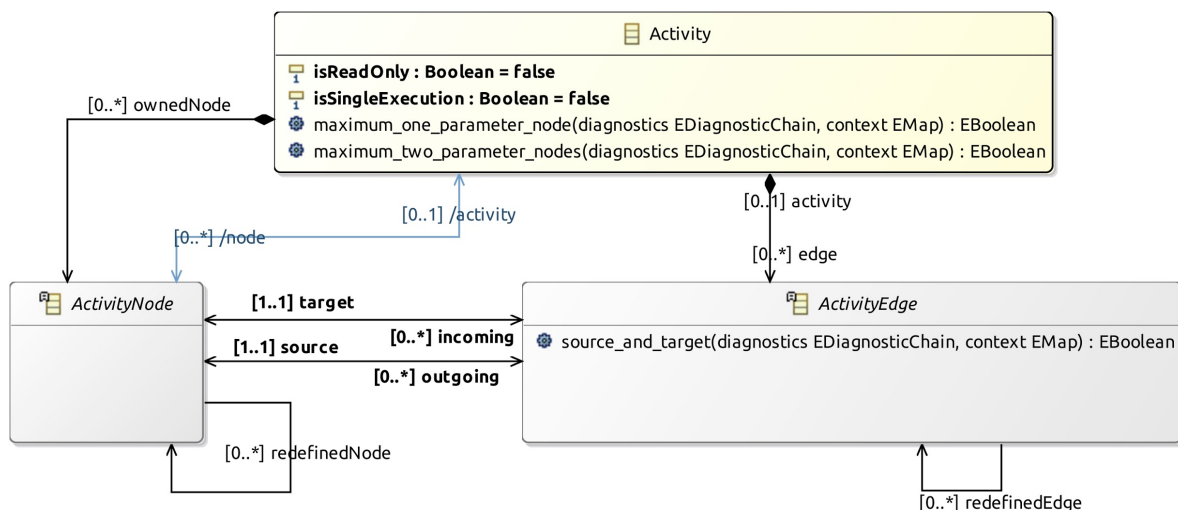 Activity
isReadOnly : Boolean = false
isSingleExecution : Boolean = false
maximum_one_parameter_node(diagnostics EDiagnosticChain, context EMap) : EBoolean
maximum_two_parameter_nodes(diagnostics EDiagnosticChain, context EMap) : EBoolean
[0..*] ownedNode
[0..1] /activity
[0..*] /node
[0..1] activity
[0..*] edge
ActivityNode
[1..1] target
[0..*] incoming
[1..1] source
[0..*] outgoing
[0..*] redefinedNode
ActivityEdge
source_and_target(diagnostics EDiagnosticChain, context EMap) : EBoolean
[0..*] redefinedEdge